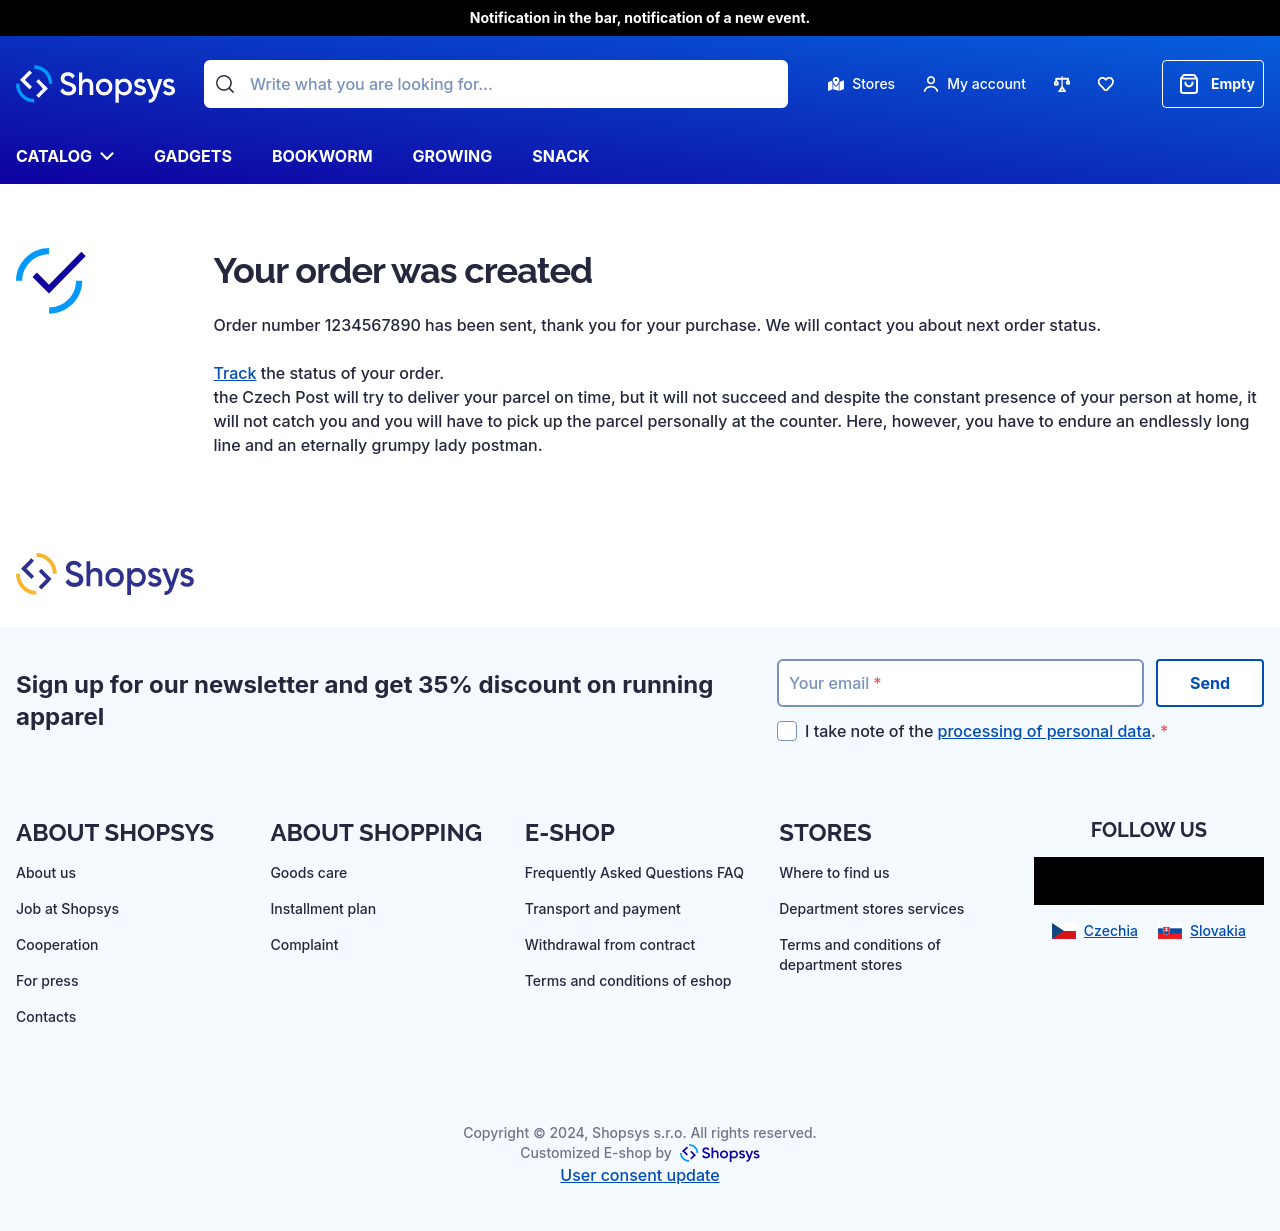 Notification in the bar, notification of a new event.
Shopsys
Write what you are looking for...
Stores
My account
Empty
CATALOG
GADGETS
BOOKWORM
GROWING
SNACK
Your order was created
Order number 1234567890 has been sent, thank you for your purchase. We will contact you about next order status.
Track the status of your order.
the Czech Post will try to deliver your parcel on time, but it will not succeed and despite the constant presence of your person at home, it
will not catch you and you will have to pick up the parcel personally at the counter. Here, however, you have to endure an endlessly long
line and an eternally grumpy lady postman.
Shopsys
Sign up for our newsletter and get 35% discount on running
apparel
Your email *
Send
I take note of the processing of personal data. *
ABOUT SHOPSYS
About us
Job at Shopsys
Cooperation
For press
Contacts
ABOUT SHOPPING
Goods care
Installment plan
Complaint
E-SHOP
Frequently Asked Questions FAQ
Transport and payment
Withdrawal from contract
Terms and conditions of eshop
STORES
Where to find us
Department stores services
Terms and conditions of
department stores
FOLLOW US
Czechia
Slovakia
Copyright © 2024, Shopsys s.r.o. All rights reserved.
Customized E-shop by Shopsys
User consent update